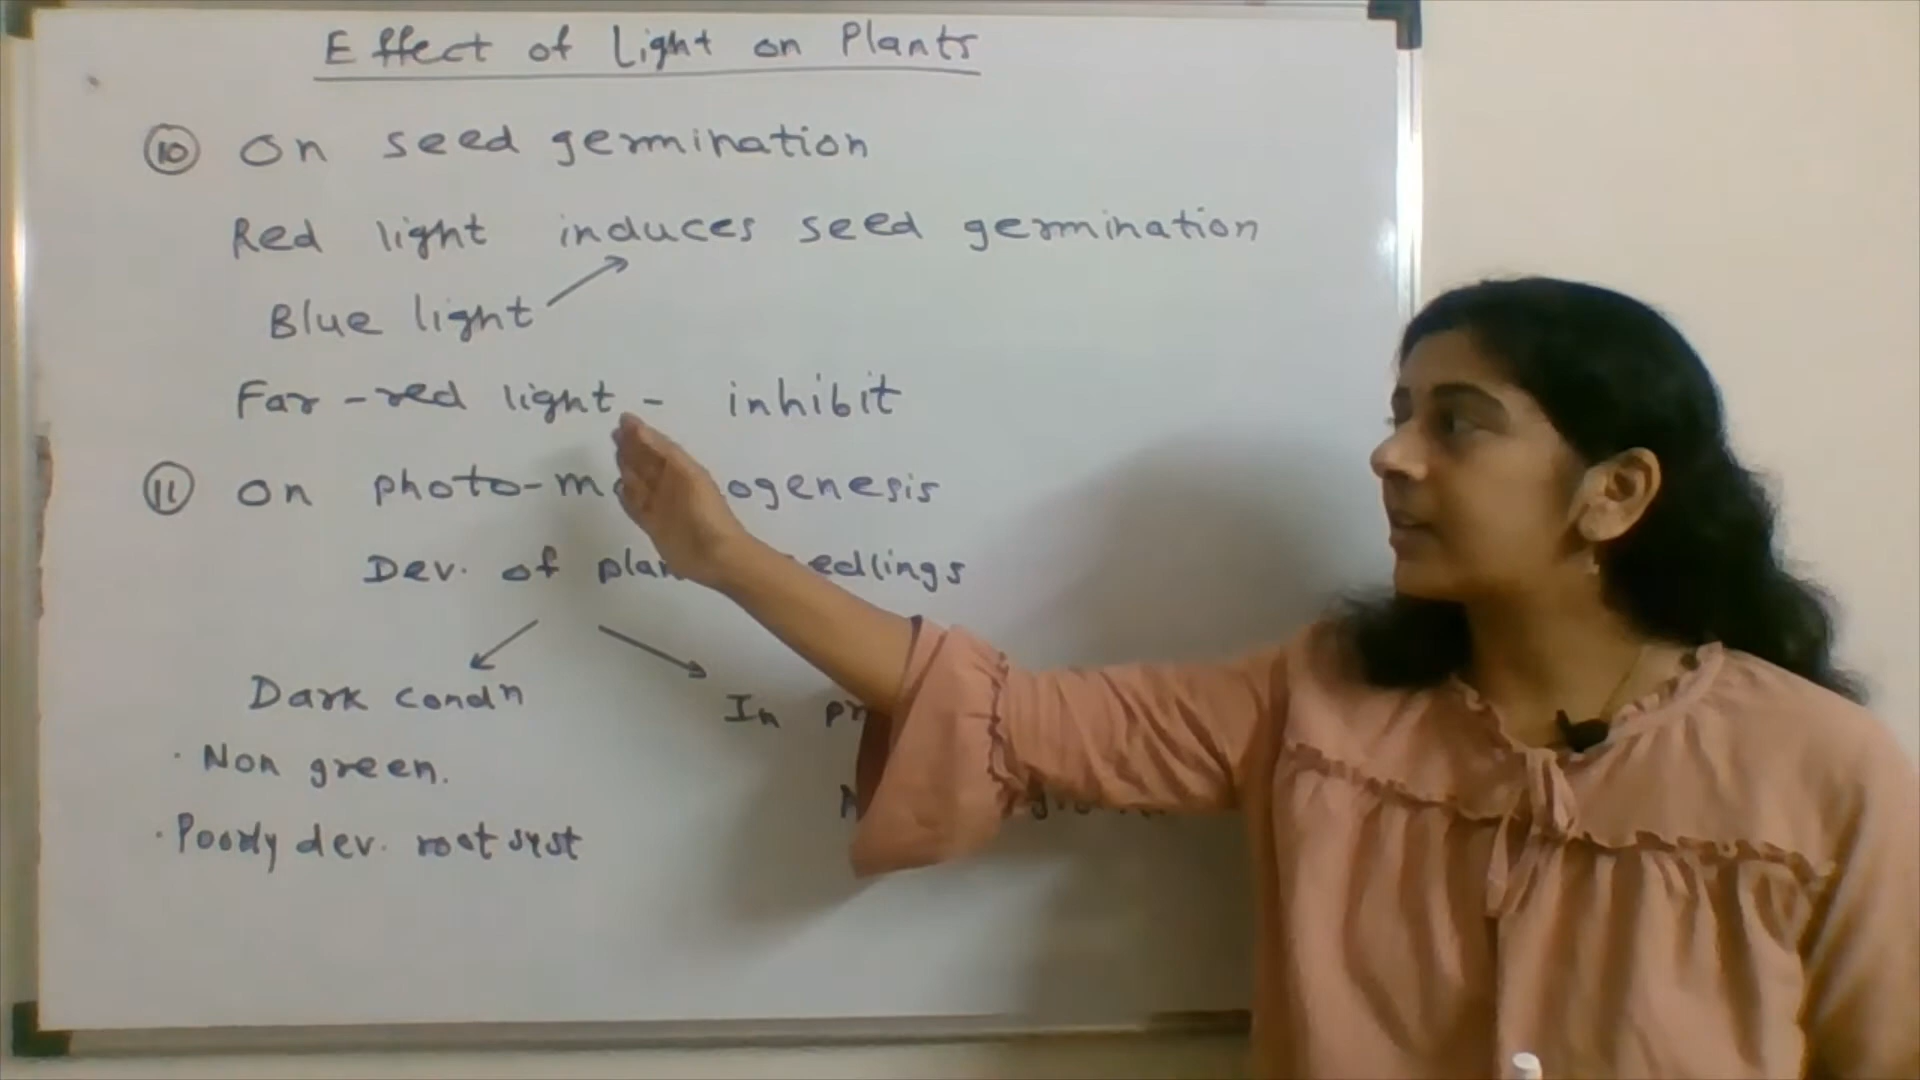 Effect of Light on Plants
10 On seed germination
Red light induces seed germination
Blue light
Far-red light - inhibit
11 On photo-m ogenesis
Dev. of plan edlings
Dark condn
In pr
· Non green.
· Poorly dev. root syst